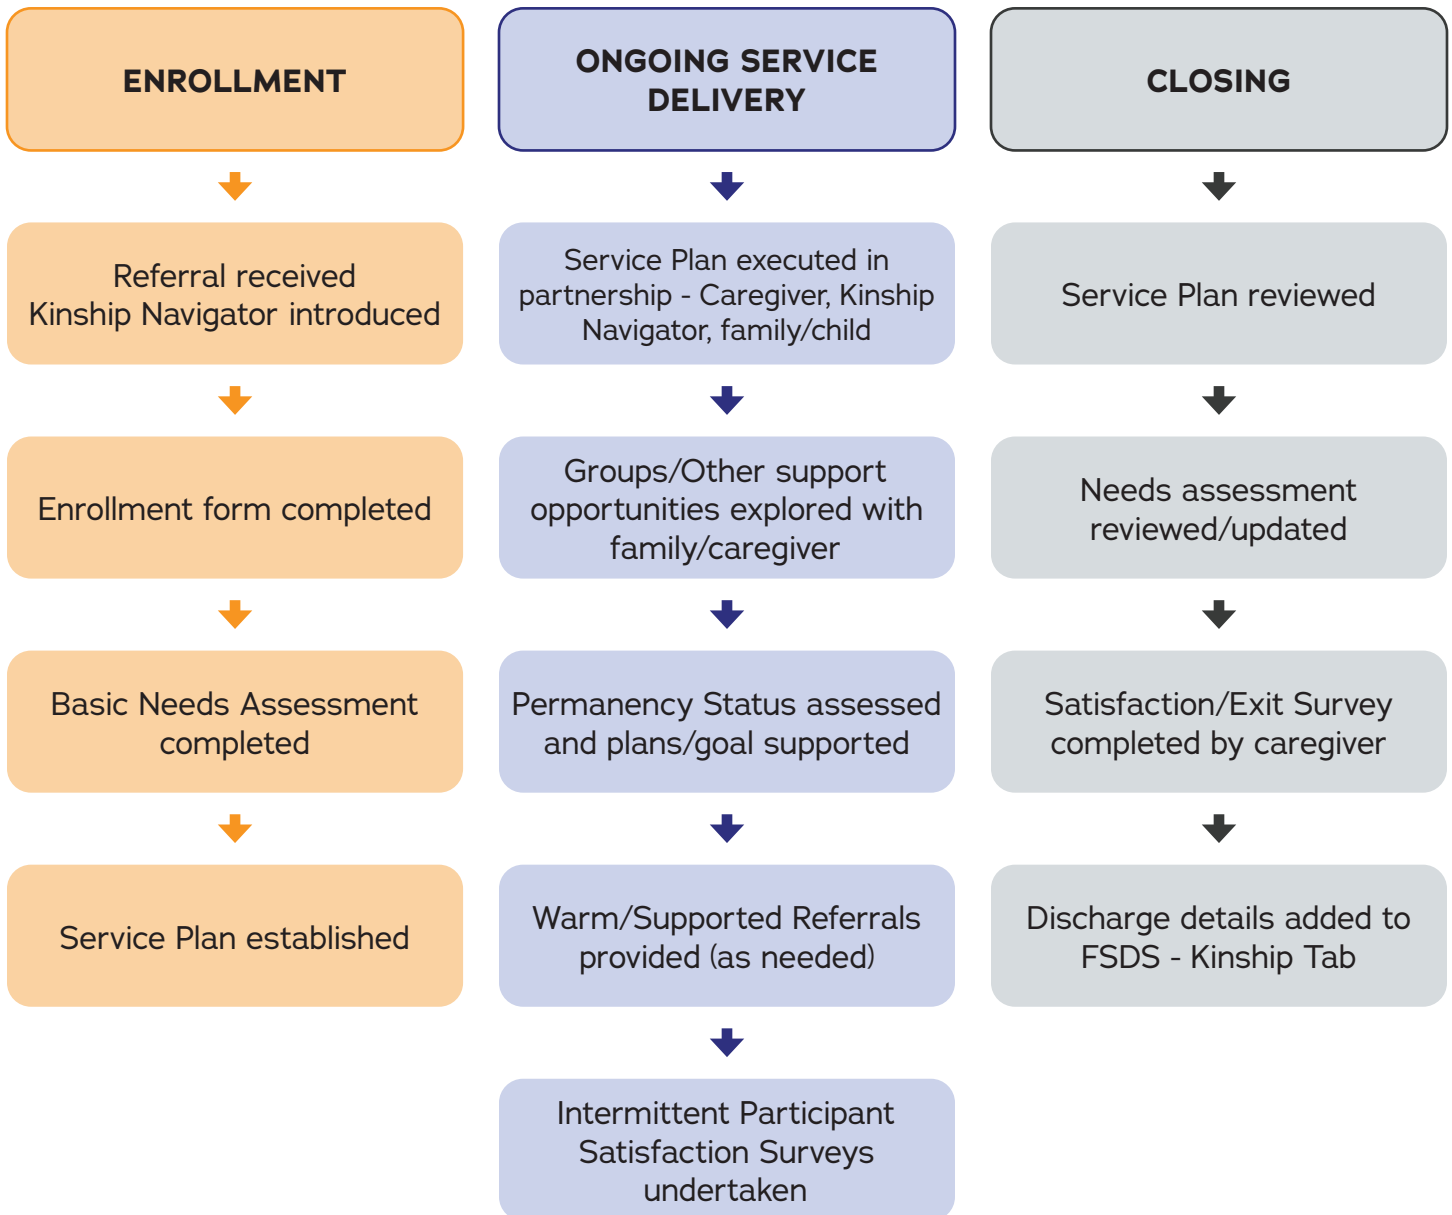 ENROLLMENT
Referral received
Kinship Navigator introduced
Enrollment form completed
Basic Needs Assessment
completed
Service Plan established
ONGOING SERVICE
DELIVERY
Service Plan executed in
partnership - Caregiver, Kinship
Navigator, family/child
Groups/Other support
opportunities explored with
family/caregiver
Permanency Status assessed
and plans/goal supported
Warm/Supported Referrals
provided (as needed)
Intermittent Participant
Satisfaction Surveys
undertaken
CLOSING
Service Plan reviewed
Needs assessment
reviewed/updated
Satisfaction/Exit Survey
completed by caregiver
Discharge details added to
FSDS - Kinship Tab